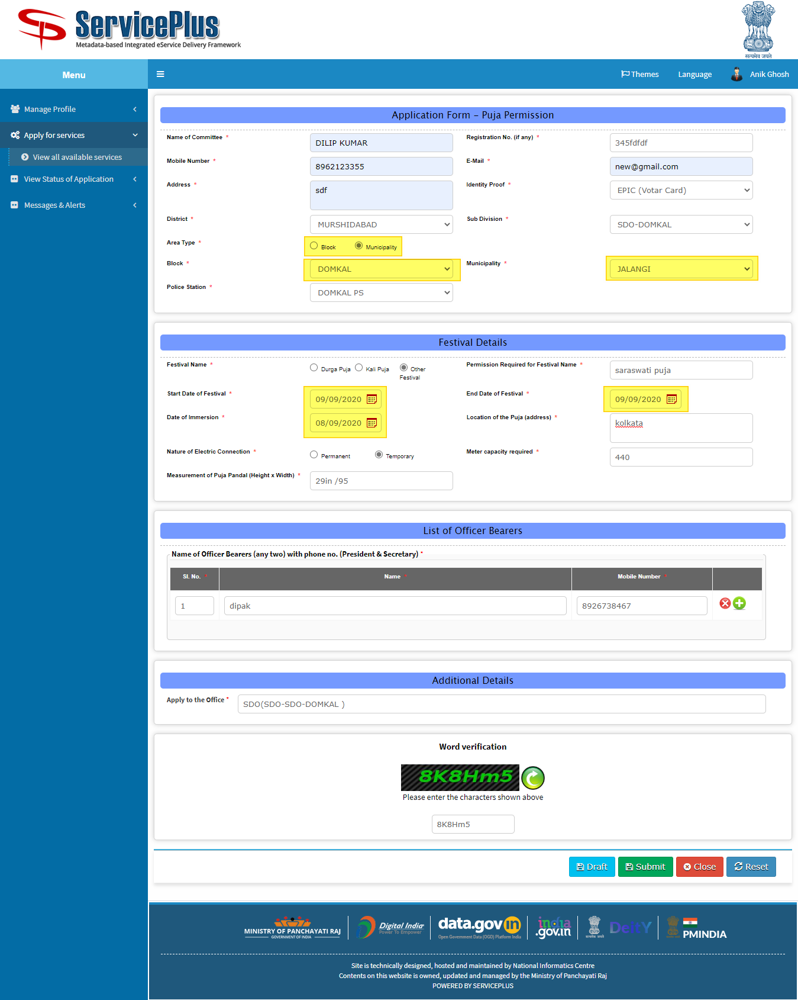 ServicePlus
Metadata-based Integrated eService Delivery Framework
सत्यमेव जयते
Menu
Themes Language Anik Ghosh
Manage Profile
Apply for services
View all available services
View Status of Application
Messages & Alerts
Application Form – Puja Permission
Name of Committee * DILIP KUMAR Registration No. (if any) * 345fdfdf
Mobile Number * 8962123355 E-Mail * new@gmail.com
Address * sdf Identity Proof * EPIC (Votar Card)
District * MURSHIDABAD Sub Division * SDO-DOMKAL
Area Type * Block Municipality
Block * DOMKAL Municipality * JALANGI
Police Station * DOMKAL PS
Festival Details
Festival Name * Durga Puja Kali Puja Other Festival Permission Required for Festival Name * saraswati puja
Start Date of Festival * 09/09/2020 End Date of Festival * 09/09/2020
Date of Immersion * 08/09/2020 Location of the Puja (address) * kolkata
Nature of Electric Connection * Permanent Temporary Meter capacity required * 440
Measurement of Puja Pandal (Height x Width) * 29in /95
List of Officer Bearers
Name of Officer Bearers (any two) with phone no. (President & Secretary) *
Sl. No. * Name * Mobile Number *
1 dipak 8926738467
Additional Details
Apply to the Office * SDO(SDO-SDO-DOMKAL )
Word verification
8K8Hm5
Please enter the characters shown above
8K8Hm5
Draft Submit Close Reset
MINISTRY OF PANCHAYATI RAJ
GOVERNMENT OF INDIA
Digital India
Power To Empower
data.gov in
Open Government Data (OGD) Platform India
india
.gov.in
सत्यमेव जयते
DeitY
PMINDIA
Site is technically designed, hosted and maintained by National Informatics Centre
Contents on this website is owned, updated and managed by the Ministry of Panchayati Raj
POWERED BY SERVICEPLUS